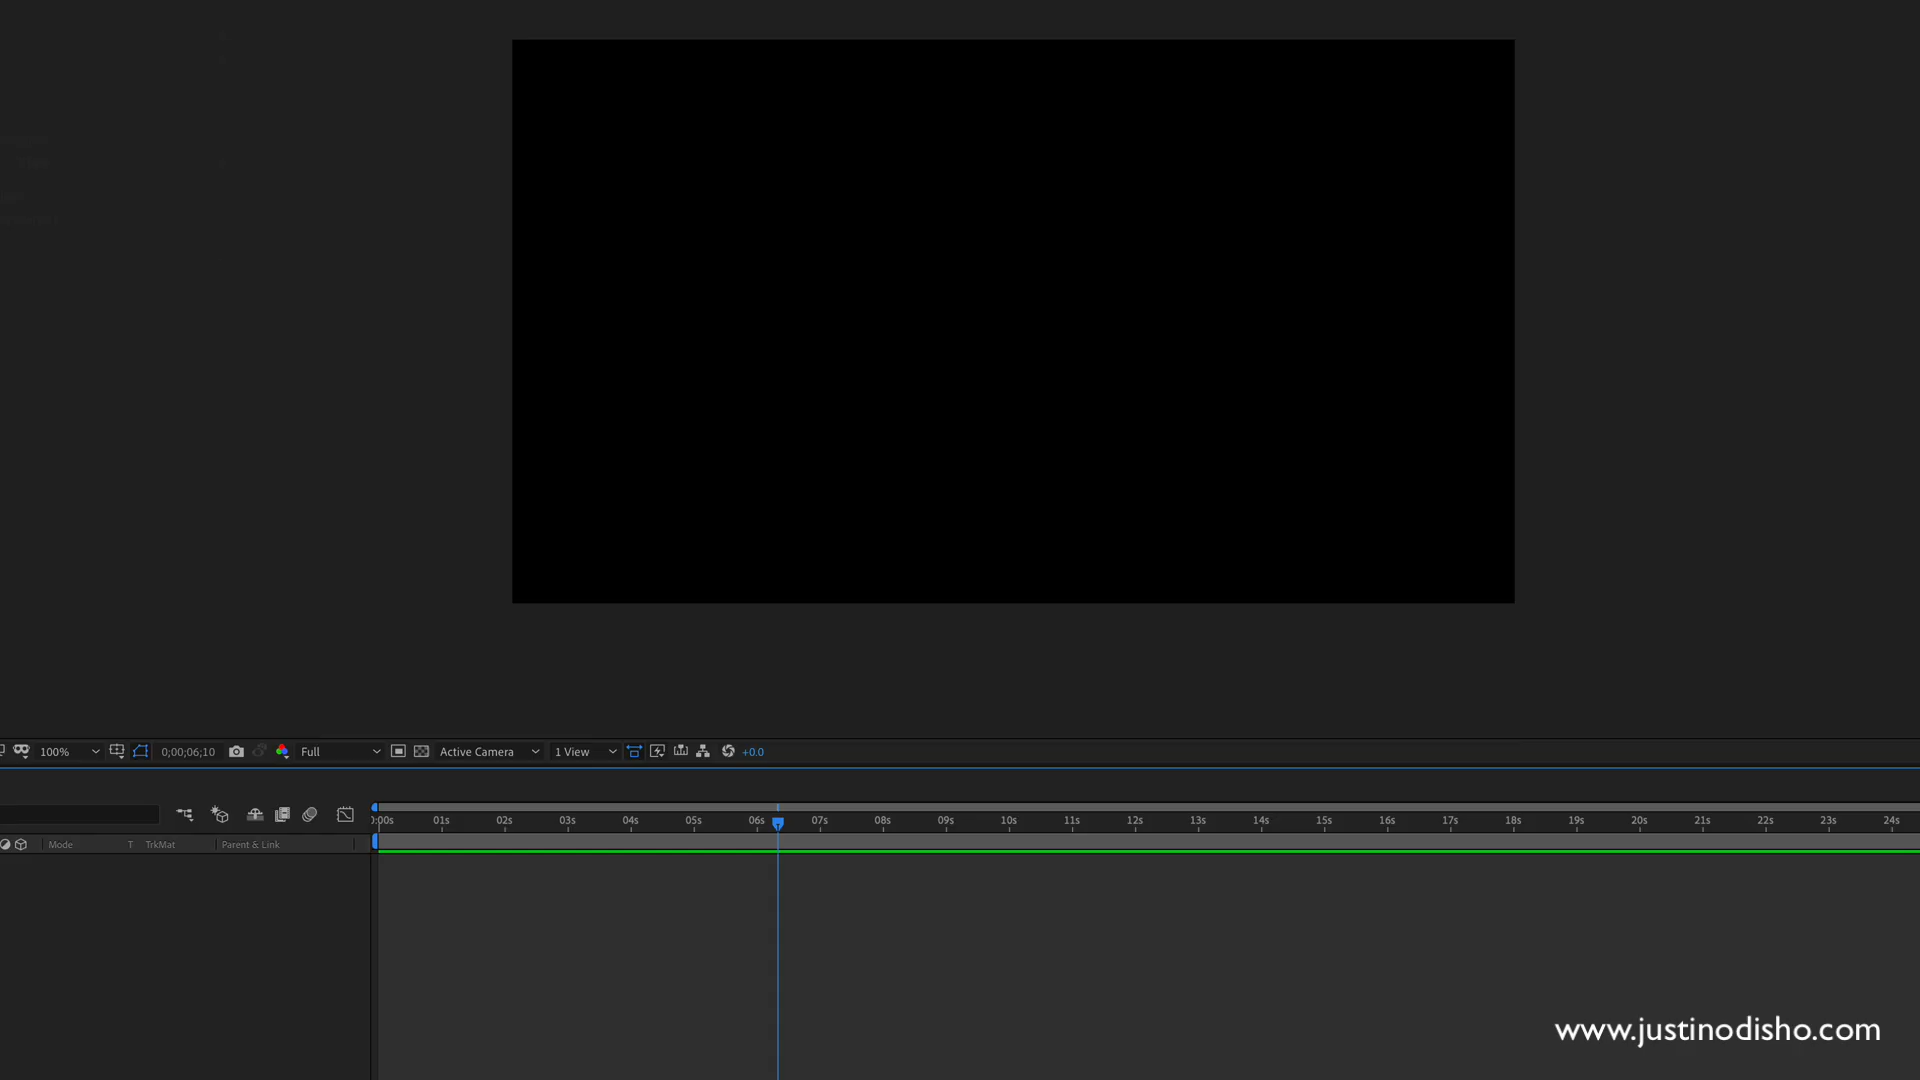 100% 0;00;06;10 Full Active Camera 1 View +0.0
0:00s 01s 02s 03s 04s 05s 06s 07s 08s 09s 10s 11s 12s 13s 14s 15s 16s 17s 18s 19s 20s 21s 22s 23s 24s
Mode T TrkMat Parent & Link
www.justinodisho.com